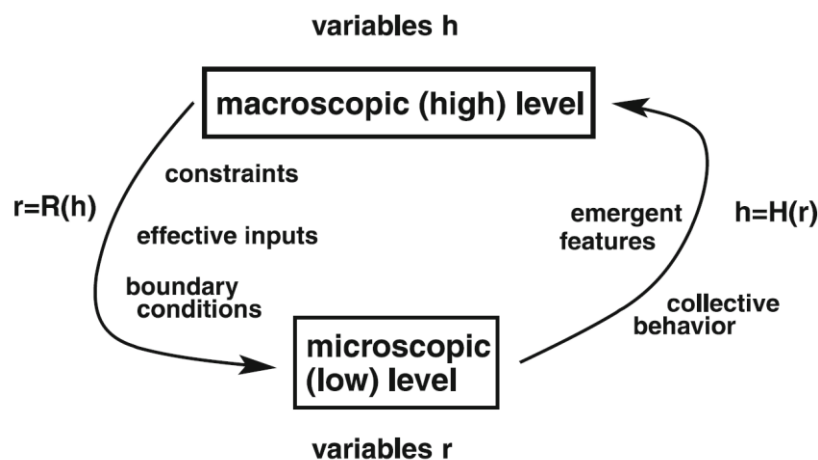 variables h
macroscopic (high) level
constraints
r=R(h)
effective inputs
boundary
conditions
emergent
features
h=H(r)
collective
behavior
microscopic
(low) level
variables r